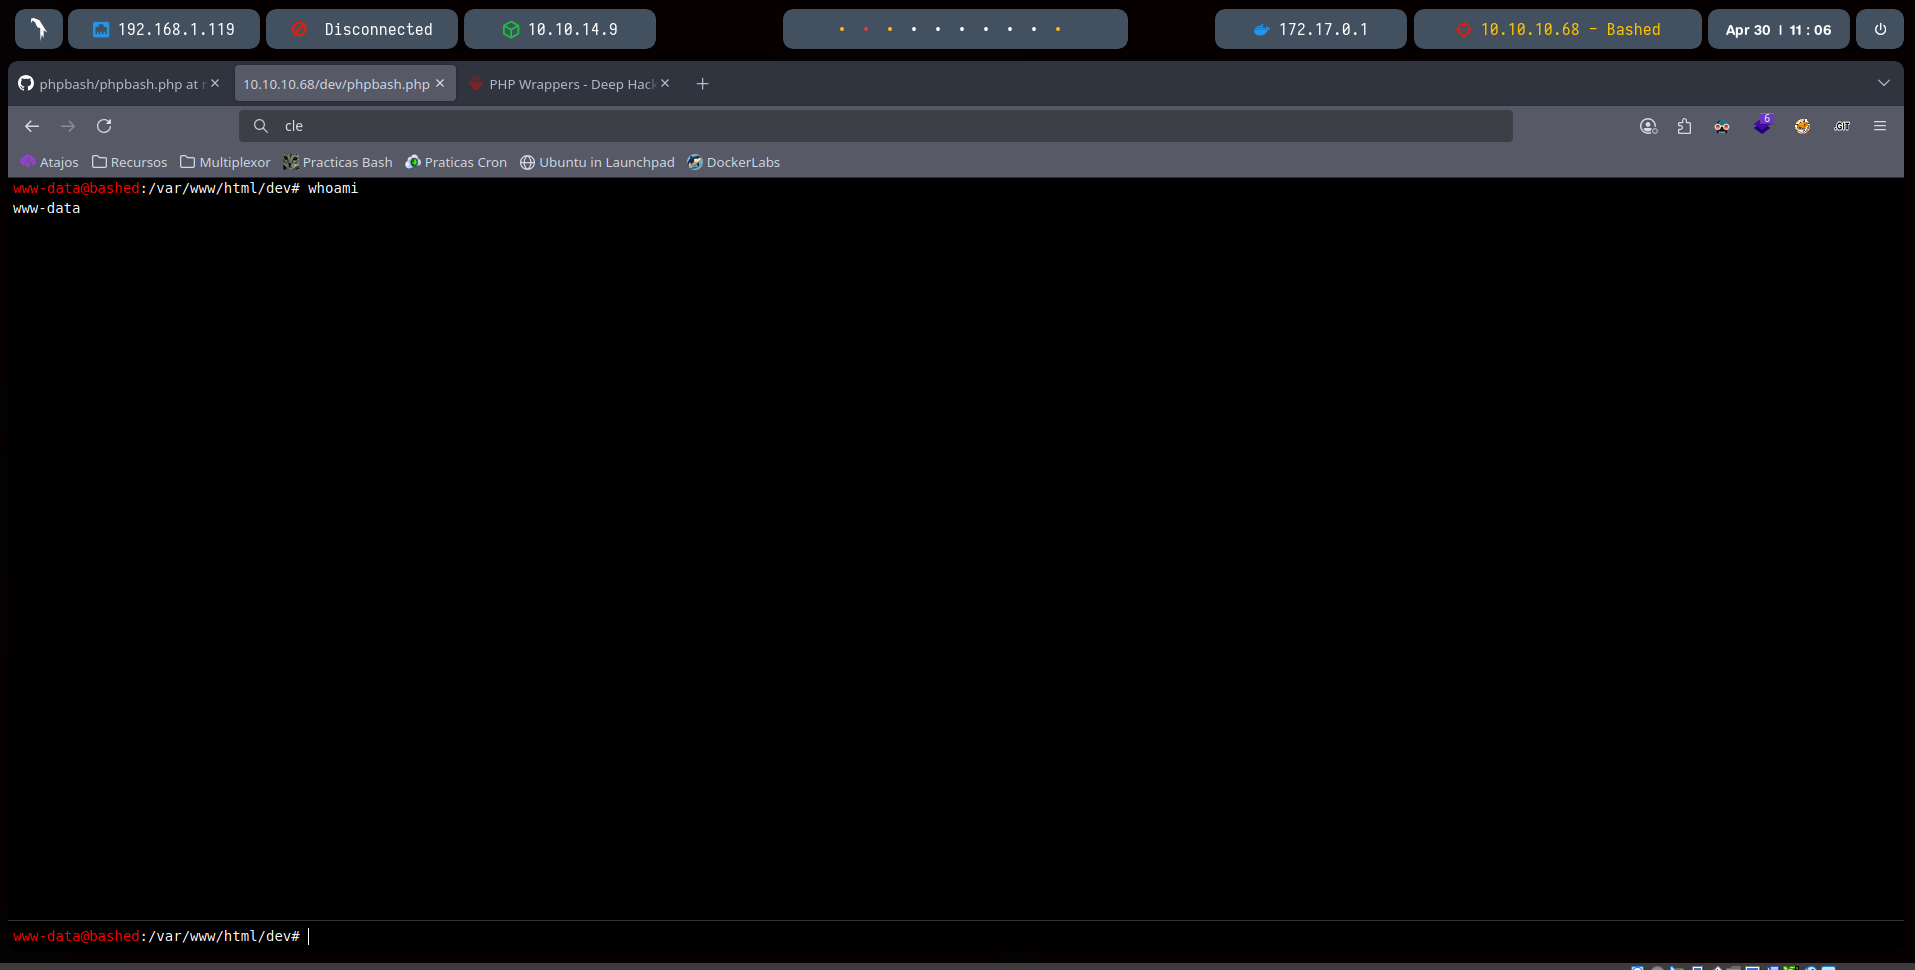 192.168.1.119 Disconnected 10.10.14.9 172.17.0.1 10.10.10.68 - Bashed Apr 30 | 11 : 06
phpbash/phpbash.php at 10.10.10.68/dev/phpbash.php PHP Wrappers - Deep Hack
cle 6 .GIT
Atajos Recursos Multiplexor Practicas Bash Praticas Cron Ubuntu in Launchpad DockerLabs
www-data@bashed:/var/www/html/dev# whoami
www-data
www-data@bashed:/var/www/html/dev#